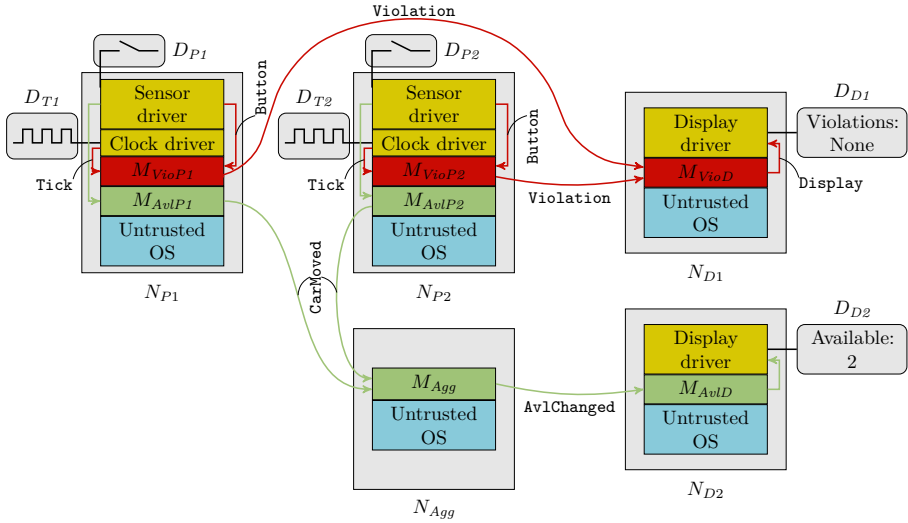 Violation
D_P1
D_P2
D_T1
D_T2
D_D1
Sensor
driver
Clock driver
M_VioP1
M_AvlP1
Untrusted
OS
Button
Tick
N_P1
Sensor
driver
Clock driver
M_VioP2
M_AvlP2
Untrusted
OS
Button
Tick
N_P2
Violation
Display
driver
M_VioD
Untrusted
OS
Violations:
None
Display
N_D1
CarMoved
M_Agg
Untrusted
OS
N_Agg
AvlChanged
D_D2
Display
driver
M_AvlD
Untrusted
OS
Available:
2
N_D2